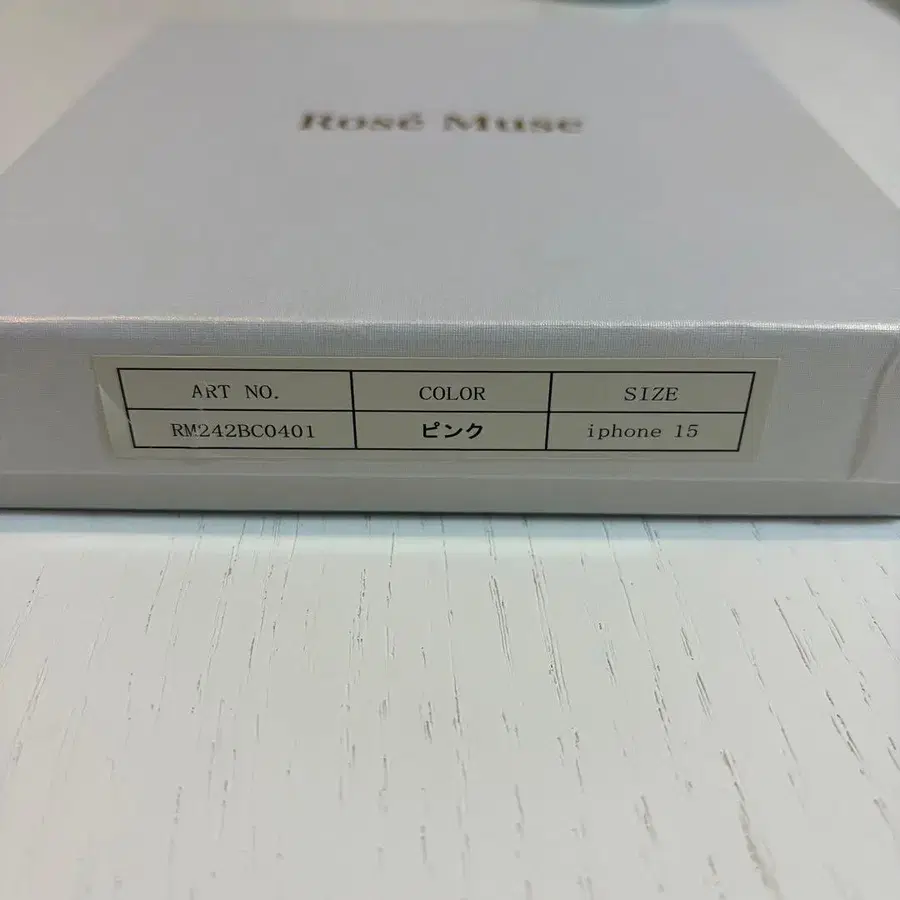 Rosé Muse
ART NO. COLOR SIZE
RM242BC0401 ピンク iphone 15